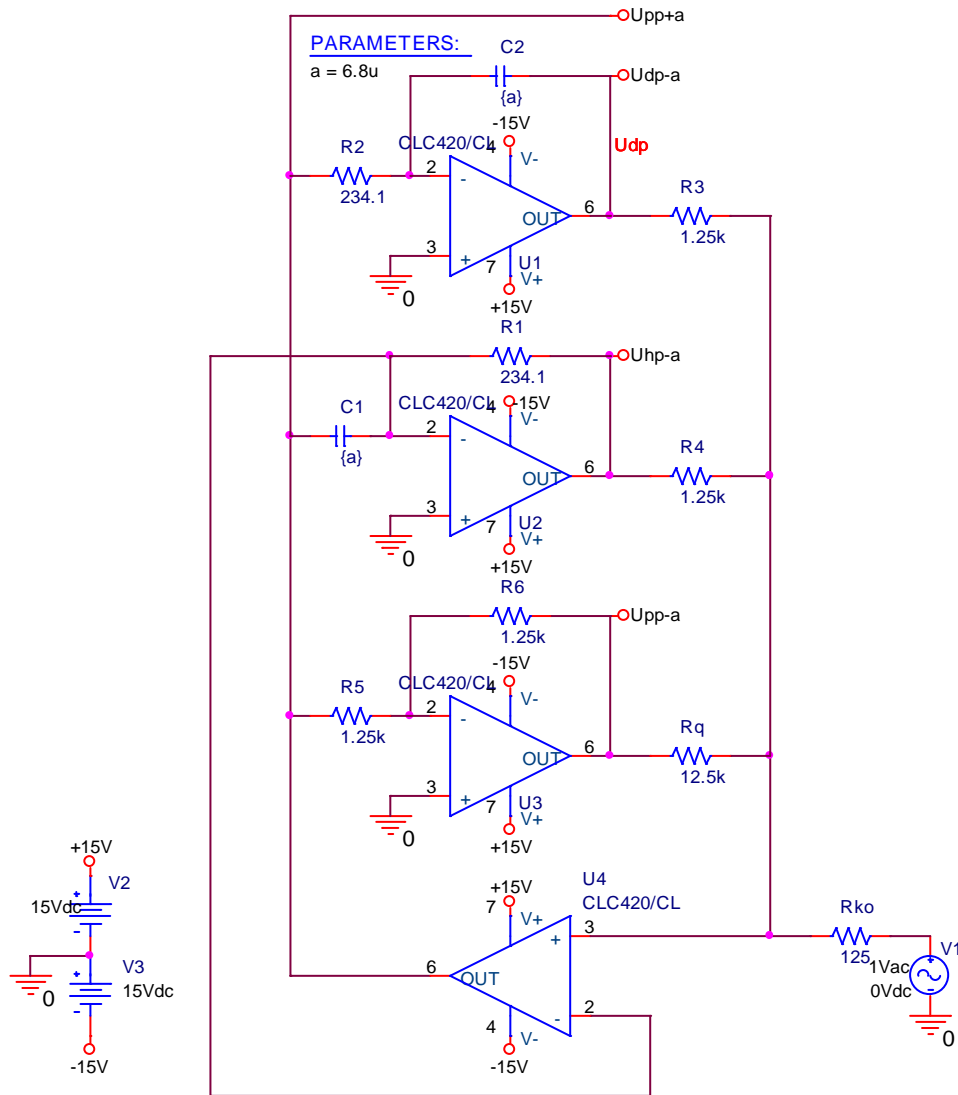 Upp+a
PARAMETERS:
a = 6.8u
C2
{a}
Udp-a
-15V
CLC420/CL
4
V-
Udp
R2
234.1
2
-
OUT
6
R3
1.25k
3
+
7
U1
V+
0
+15V
R1
234.1
Uhp-a
C1
{a}
CLC420/CL
4
-15V
V-
2
-
OUT
6
R4
1.25k
3
+
7
U2
V+
0
+15V
R6
1.25k
Upp-a
-15V
CLC420/CL
4
V-
R5
1.25k
2
-
OUT
6
Rq
12.5k
3
+
7
U3
V+
0
+15V
+15V
V2
15Vdc
+
-
V3
15Vdc
+
-
0
-15V
U4
CLC420/CL
+15V
7
V+
+
3
6
OUT
-
2
4
V-
-15V
Rko
125
V1
1Vac
0Vdc
+
-
0